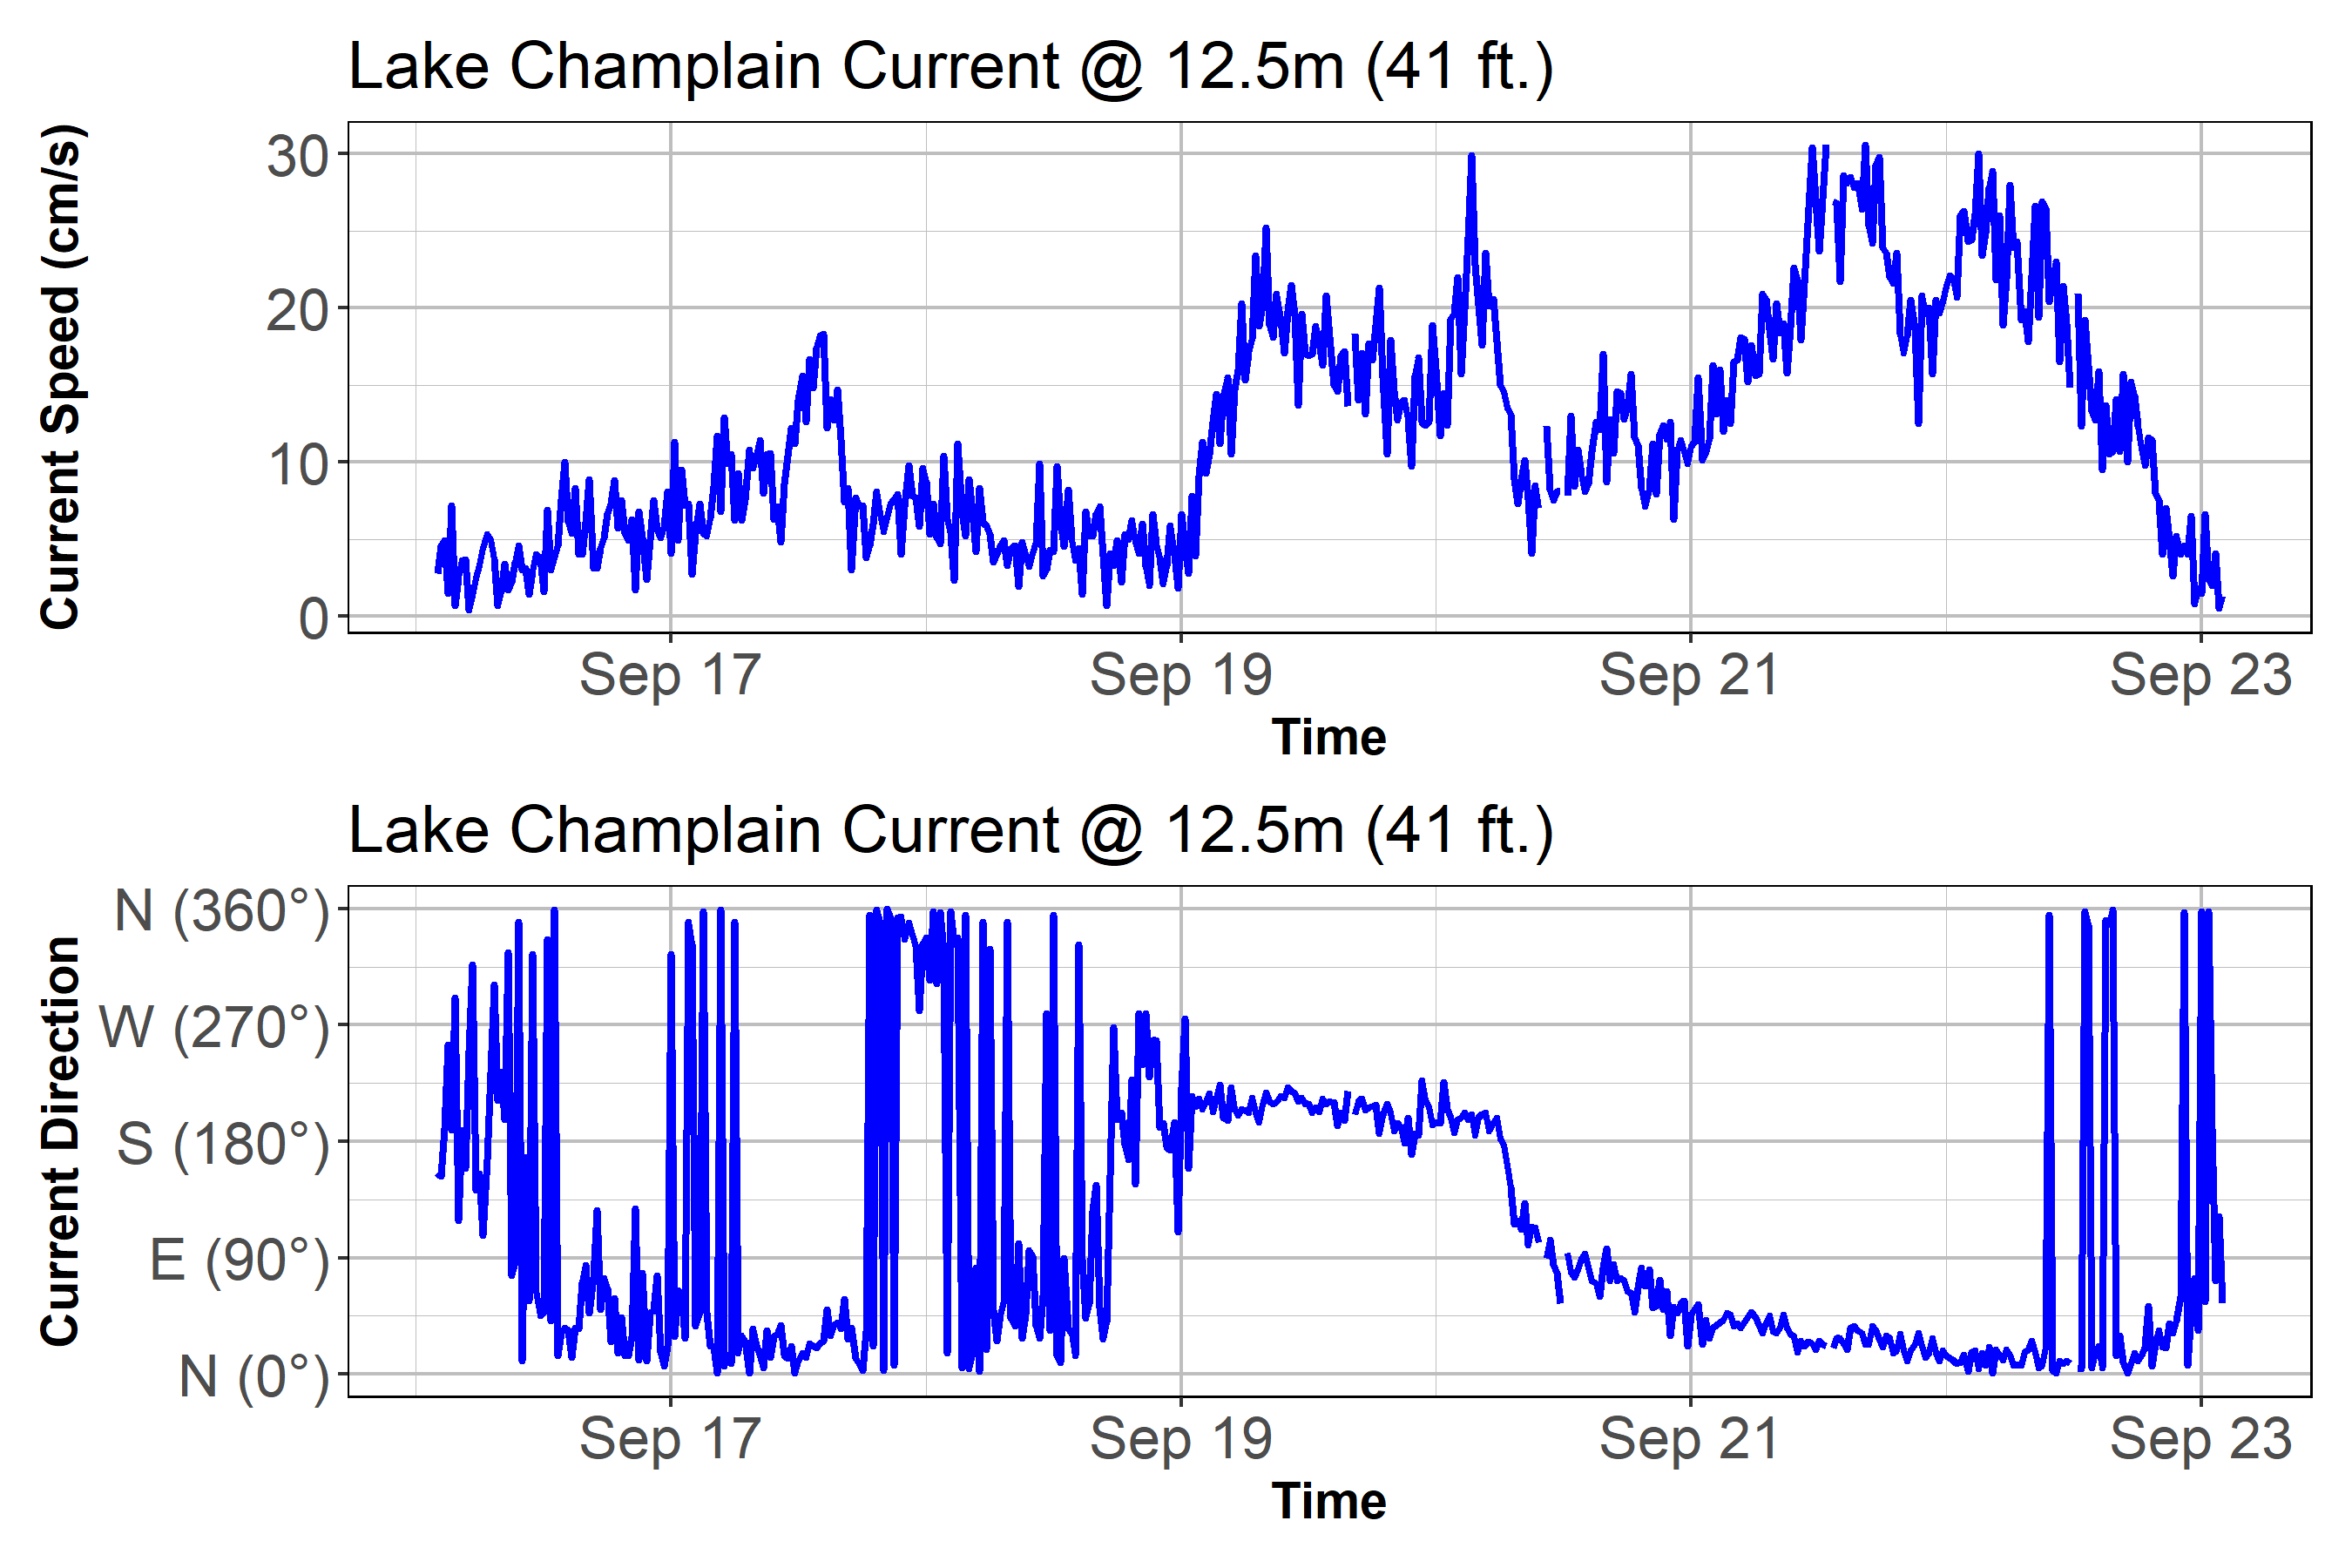 Lake Champlain Current @ 12.5m (41 ft.)
Current Speed (cm/s)
30
20
10
0
Sep 17 Sep 19 Sep 21 Sep 23
Time
Lake Champlain Current @ 12.5m (41 ft.)
Current Direction
N (360°)
W (270°)
S (180°)
E (90°)
N (0°)
Sep 17 Sep 19 Sep 21 Sep 23
Time